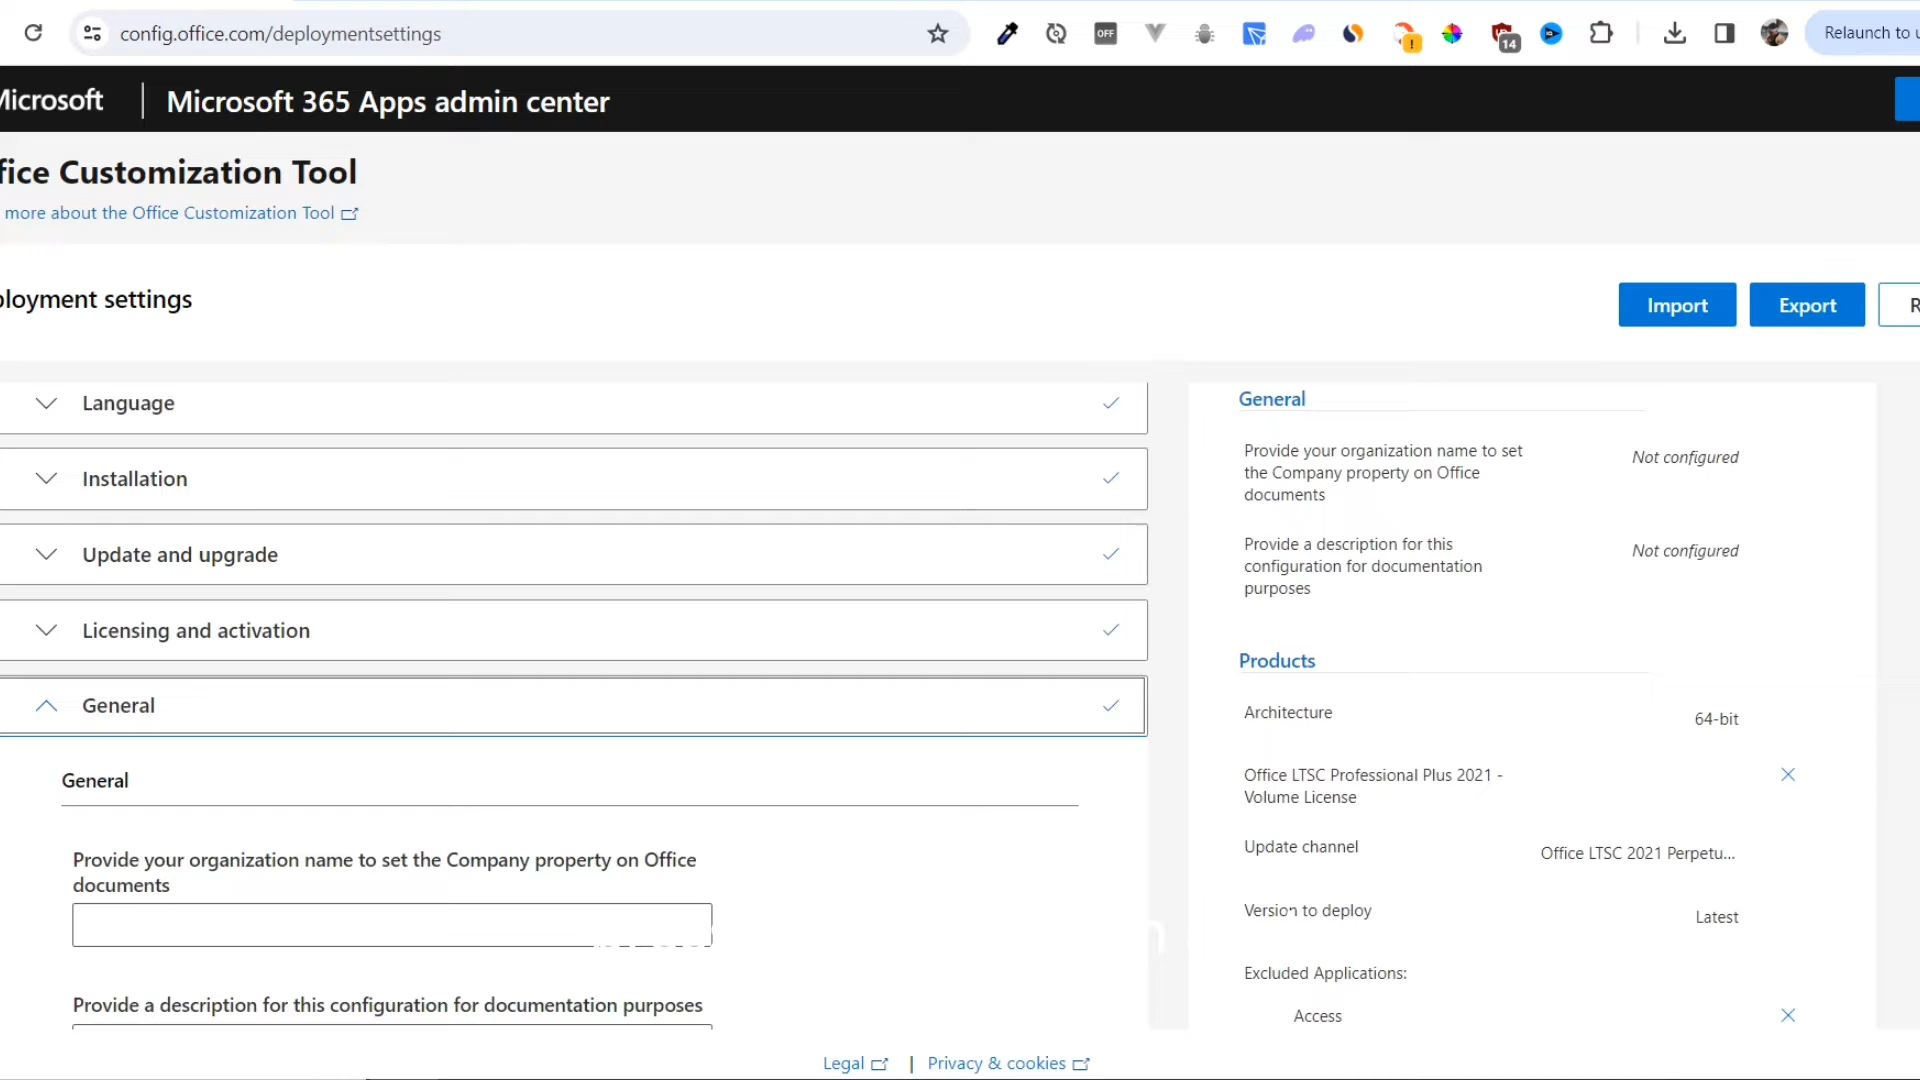 config.office.com/deploymentsettings
OFF
14
Relaunch to u
Microsoft
Microsoft 365 Apps admin center
fice Customization Tool
more about the Office Customization Tool
ployment settings
Import
Export
R
Language
Installation
Update and upgrade
Licensing and activation
General
General
Provide your organization name to set the Company property on Office
documents
Provide a description for this configuration for documentation purposes
General
Provide your organization name to set
the Company property on Office
documents
Not configured
Provide a description for this
configuration for documentation
purposes
Not configured
Products
Architecture
64-bit
Office LTSC Professional Plus 2021 -
Volume License
Update channel
Office LTSC 2021 Perpetu...
Version to deploy
Latest
Excluded Applications:
Access
Legal
|
Privacy & cookies